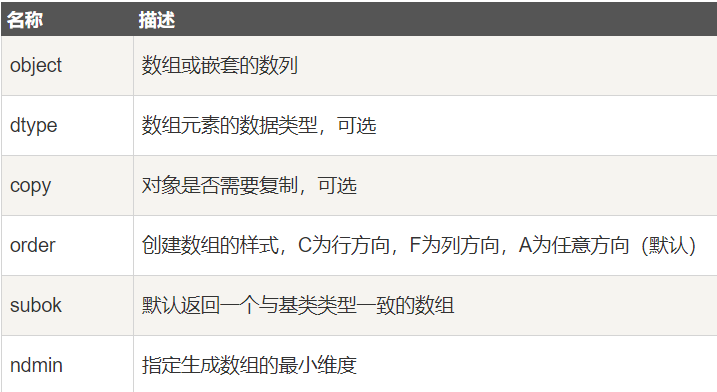 名称 描述
object 数组或嵌套的数列
dtype 数组元素的数据类型，可选
copy 对象是否需要复制，可选
order 创建数组的样式，C为行方向，F为列方向，A为任意方向（默认）
subok 默认返回一个与基类类型一致的数组
ndmin 指定生成数组的最小维度